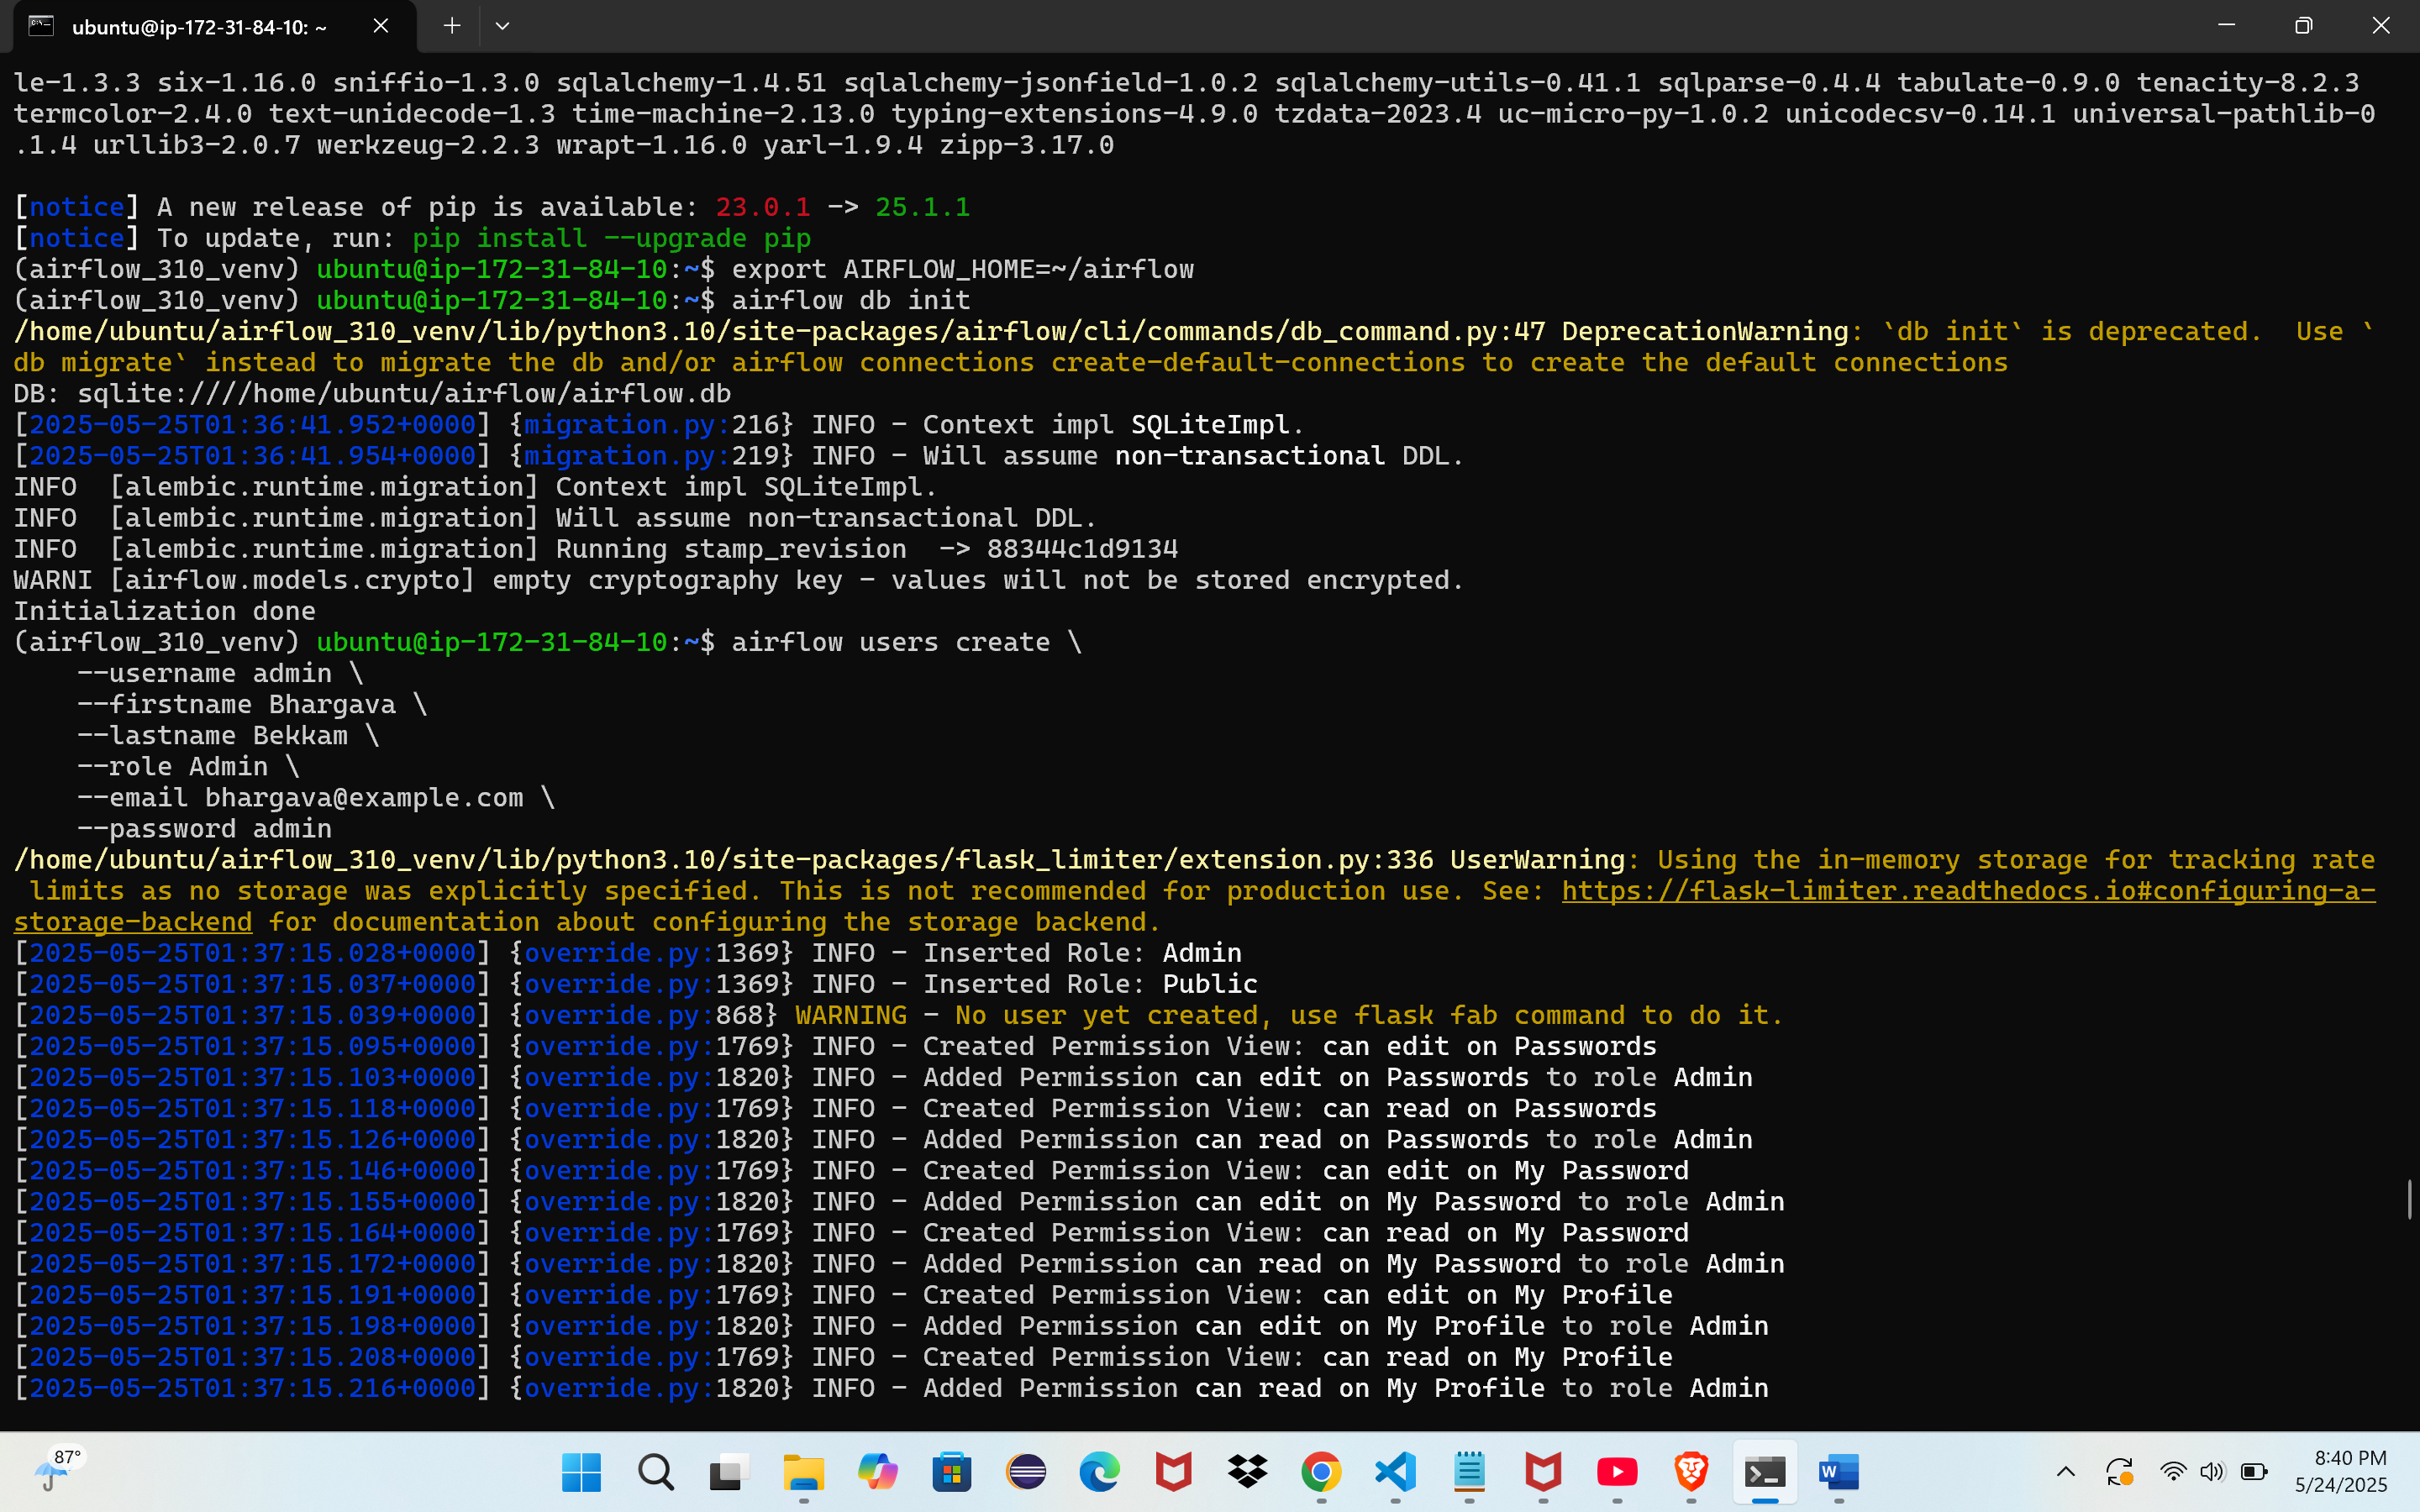 ubuntu@ip-172-31-84-10: ~
le-1.3.3 six-1.16.0 sniffio-1.3.0 sqlalchemy-1.4.51 sqlalchemy-jsonfield-1.0.2 sqlalchemy-utils-0.41.1 sqlparse-0.4.4 tabulate-0.9.0 tenacity-8.2.3
termcolor-2.4.0 text-unidecode-1.3 time-machine-2.13.0 typing-extensions-4.9.0 tzdata-2023.4 uc-micro-py-1.0.2 unicodecsv-0.14.1 universal-pathlib-0
.1.4 urllib3-2.0.7 werkzeug-2.2.3 wrapt-1.16.0 yarl-1.9.4 zipp-3.17.0
[notice] A new release of pip is available: 23.0.1 -> 25.1.1
[notice] To update, run: pip install --upgrade pip
(airflow_310_venv) ubuntu@ip-172-31-84-10:~$ export AIRFLOW_HOME=~/airflow
(airflow_310_venv) ubuntu@ip-172-31-84-10:~$ airflow db init
/home/ubuntu/airflow_310_venv/lib/python3.10/site-packages/airflow/cli/commands/db_command.py:47 DeprecationWarning: `db init` is deprecated.  Use `
db migrate` instead to migrate the db and/or airflow connections create-default-connections to create the default connections
DB: sqlite:////home/ubuntu/airflow/airflow.db
[2025-05-25T01:36:41.952+0000] {migration.py:216} INFO - Context impl SQLiteImpl.
[2025-05-25T01:36:41.954+0000] {migration.py:219} INFO - Will assume non-transactional DDL.
INFO  [alembic.runtime.migration] Context impl SQLiteImpl.
INFO  [alembic.runtime.migration] Will assume non-transactional DDL.
INFO  [alembic.runtime.migration] Running stamp_revision  -> 88344c1d9134
WARNI [airflow.models.crypto] empty cryptography key - values will not be stored encrypted.
Initialization done
(airflow_310_venv) ubuntu@ip-172-31-84-10:~$ airflow users create \
    --username admin \
    --firstname Bhargava \
    --lastname Bekkam \
    --role Admin \
    --email bhargava@example.com \
    --password admin
/home/ubuntu/airflow_310_venv/lib/python3.10/site-packages/flask_limiter/extension.py:336 UserWarning: Using the in-memory storage for tracking rate
 limits as no storage was explicitly specified. This is not recommended for production use. See: https://flask-limiter.readthedocs.io#configuring-a-
storage-backend for documentation about configuring the storage backend.
[2025-05-25T01:37:15.028+0000] {override.py:1369} INFO - Inserted Role: Admin
[2025-05-25T01:37:15.037+0000] {override.py:1369} INFO - Inserted Role: Public
[2025-05-25T01:37:15.039+0000] {override.py:868} WARNING - No user yet created, use flask fab command to do it.
[2025-05-25T01:37:15.095+0000] {override.py:1769} INFO - Created Permission View: can edit on Passwords
[2025-05-25T01:37:15.103+0000] {override.py:1820} INFO - Added Permission can edit on Passwords to role Admin
[2025-05-25T01:37:15.118+0000] {override.py:1769} INFO - Created Permission View: can read on Passwords
[2025-05-25T01:37:15.126+0000] {override.py:1820} INFO - Added Permission can read on Passwords to role Admin
[2025-05-25T01:37:15.146+0000] {override.py:1769} INFO - Created Permission View: can edit on My Password
[2025-05-25T01:37:15.155+0000] {override.py:1820} INFO - Added Permission can edit on My Password to role Admin
[2025-05-25T01:37:15.164+0000] {override.py:1769} INFO - Created Permission View: can read on My Password
[2025-05-25T01:37:15.172+0000] {override.py:1820} INFO - Added Permission can read on My Password to role Admin
[2025-05-25T01:37:15.191+0000] {override.py:1769} INFO - Created Permission View: can edit on My Profile
[2025-05-25T01:37:15.198+0000] {override.py:1820} INFO - Added Permission can edit on My Profile to role Admin
[2025-05-25T01:37:15.208+0000] {override.py:1769} INFO - Created Permission View: can read on My Profile
[2025-05-25T01:37:15.216+0000] {override.py:1820} INFO - Added Permission can read on My Profile to role Admin
87°
W
8:40 PM
5/24/2025